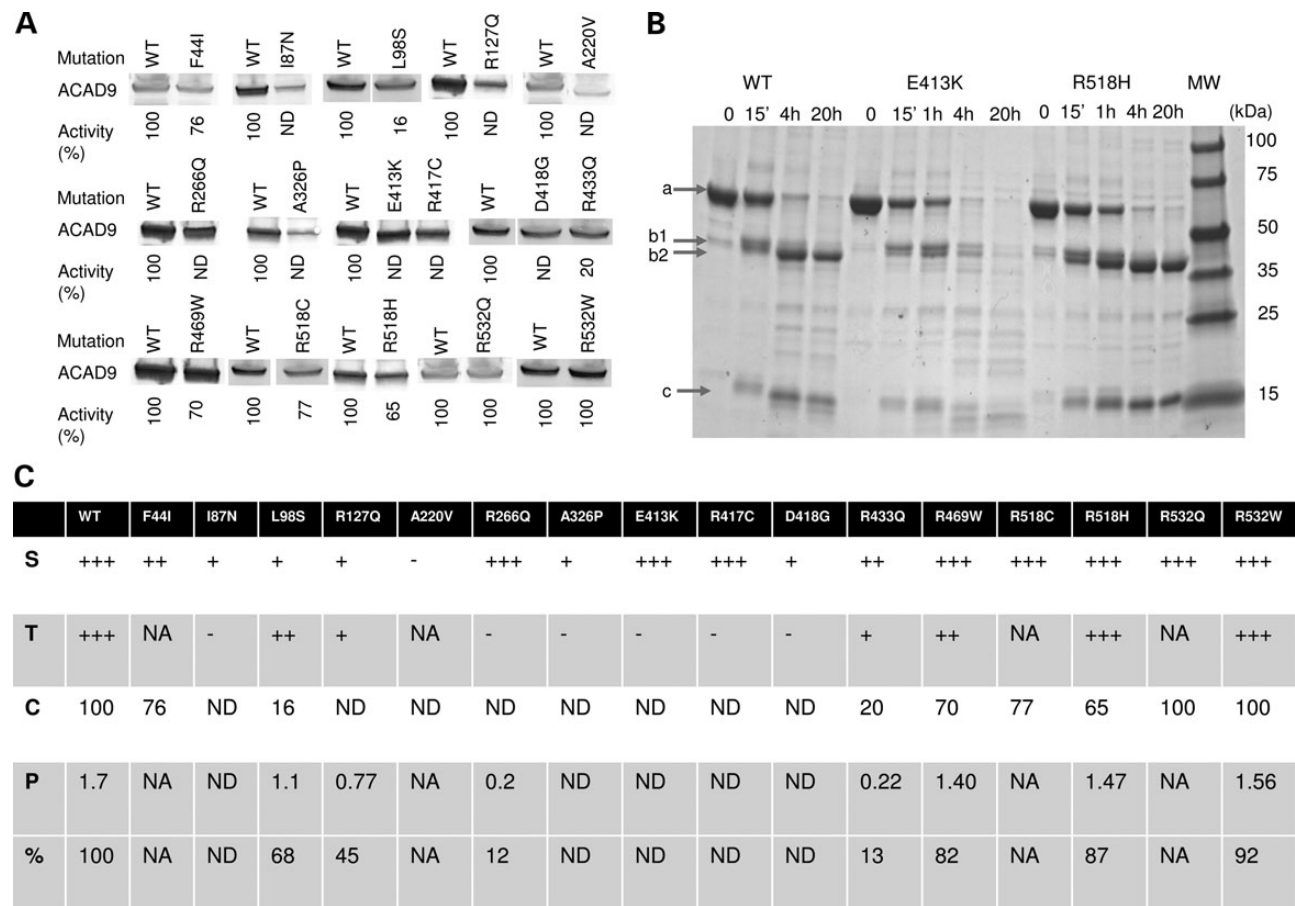 A
Mutation WT F44I WT I87N WT L98S WT R127Q WT A220V
ACAD9
Activity (%) 100 76 100 ND 100 16 100 ND 100 ND
Mutation WT R266Q WT A326P WT E413K R417C WT D418G R433Q
ACAD9
Activity (%) 100 ND 100 ND 100 ND ND 100 ND 20
Mutation WT R469W WT R518C WT R518H WT R532Q WT R532W
ACAD9
Activity (%) 100 70 100 77 100 65 100 100 100 100
B
WT E413K R518H MW
0 15' 4h 20h 0 15' 1h 4h 20h 0 15' 1h 4h 20h (kDa)
100
a 75
b1 50
b2 35
25
c 15
C
WT F44I I87N L98S R127Q A220V R266Q A326P E413K R417C D418G R433Q R469W R518C R518H R532Q R532W
S +++ ++ + + + - +++ + +++ +++ + ++ +++ +++ +++ +++ +++
T +++ NA - ++ + NA - - - - - + ++ NA +++ NA +++
C 100 76 ND 16 ND ND ND ND ND ND ND 20 70 77 65 100 100
P 1.7 NA ND 1.1 0.77 NA 0.2 ND ND ND ND 0.22 1.40 NA 1.47 NA 1.56
% 100 NA ND 68 45 NA 12 ND ND ND ND 13 82 NA 87 NA 92